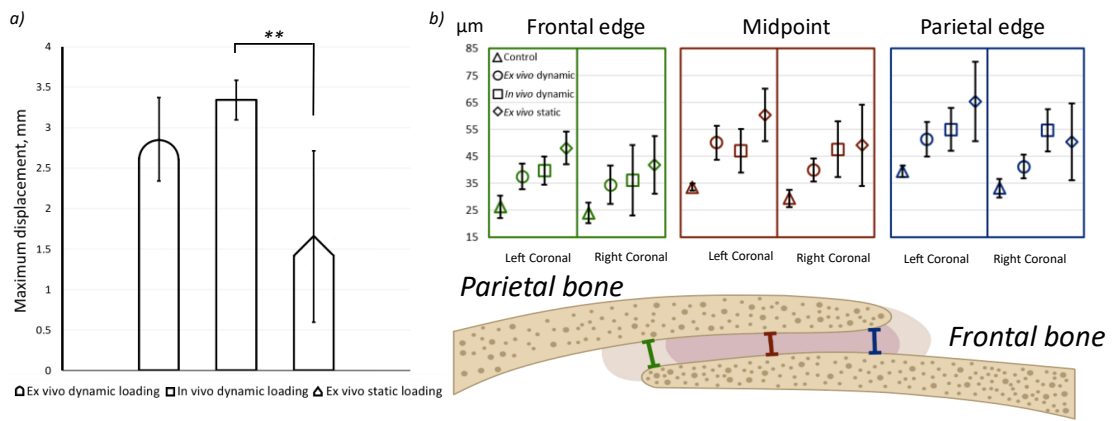 a)
Maximum displacement, mm
4
3.5
3
2.5
2
1.5
1
0.5
0
**
Ex vivo dynamic loading In vivo dynamic loading Ex vivo static loading
b)
µm
Frontal edge Midpoint Parietal edge
85
75
65
55
45
35
25
15
Control
Ex vivo dynamic
In vivo dynamic
Ex vivo static
Left Coronal Right Coronal Left Coronal Right Coronal Left Coronal Right Coronal
Parietal bone
Frontal bone